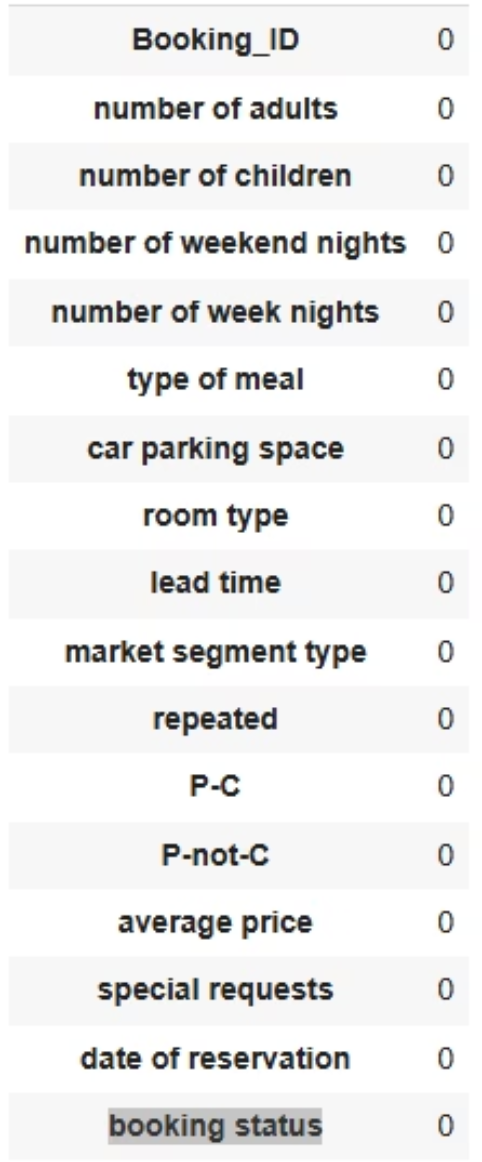 Booking_ID 0
number of adults 0
number of children 0
number of weekend nights 0
number of week nights 0
type of meal 0
car parking space 0
room type 0
lead time 0
market segment type 0
repeated 0
P-C 0
P-not-C 0
average price 0
special requests 0
date of reservation 0
booking status 0